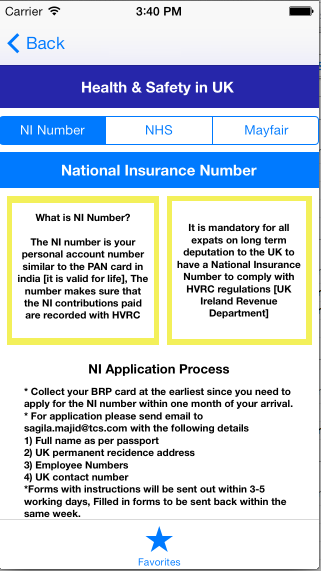 Carrier 3:40 PM
Back
Health & Safety in UK
NI Number NHS Mayfair
National Insurance Number
What is NI Number?
The NI number is your
personal account number
similar to the PAN card in
india [it is valid for life], The
number makes sure that
the NI contributions paid
are recorded with HVRC
It is mandatory for all
expats on long term
deputation to the UK to
have a National Insurance
Number to comply with
HVRC regulations [UK
Ireland Revenue
Department]
NI Application Process
* Collect your BRP card at the earliest since you need to
apply for the NI number within one month of your arrival.
* For application please send email to
sagila.majid@tcs.com with the following details
1) Full name as per passport
2) UK permanent recidence address
3) Employee Numbers
4) UK contact number
*Forms with instructions will be sent out within 3-5
working days, Filled in forms to be sent back within the
same week.
Favorites